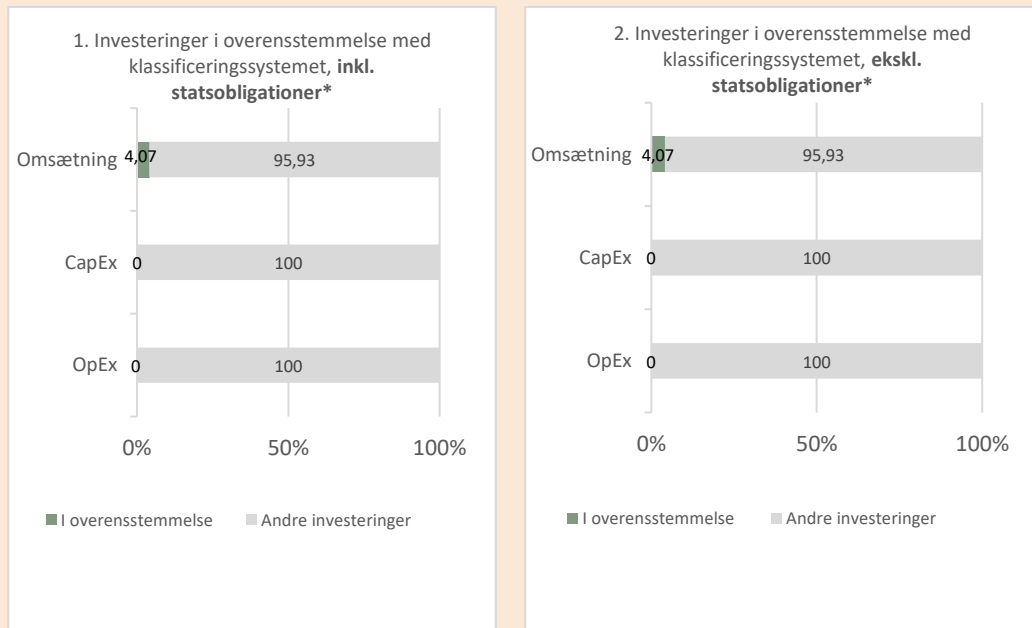 1. Investeringer i overensstemmelse med
klassificeringssystemet, inkl.
statsobligationer*
Omsætning 4,07 95,93
CapEx 0 100
OpEx 0 100
0% 50% 100%
I overensstemmelse Andre investeringer
2. Investeringer i overensstemmelse med
klassificeringssystemet, ekskl.
statsobligationer*
Omsætning 4,07 95,93
CapEx 0 100
OpEx 0 100
0% 50% 100%
I overensstemmelse Andre investeringer